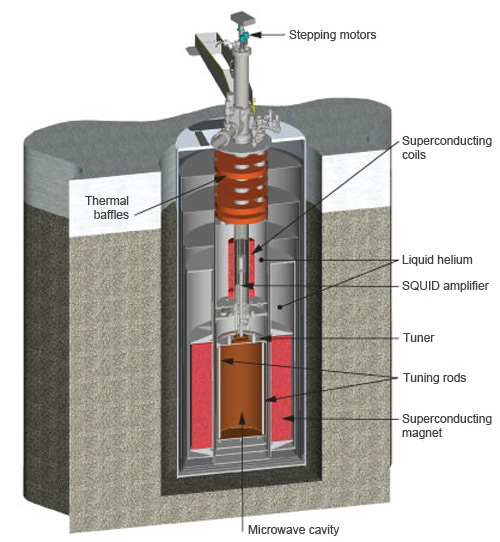 Stepping motors
Superconducting
coils
Thermal
baffles
Liquid helium
SQUID amplifier
Tuner
Tuning rods
Superconducting
magnet
Microwave cavity